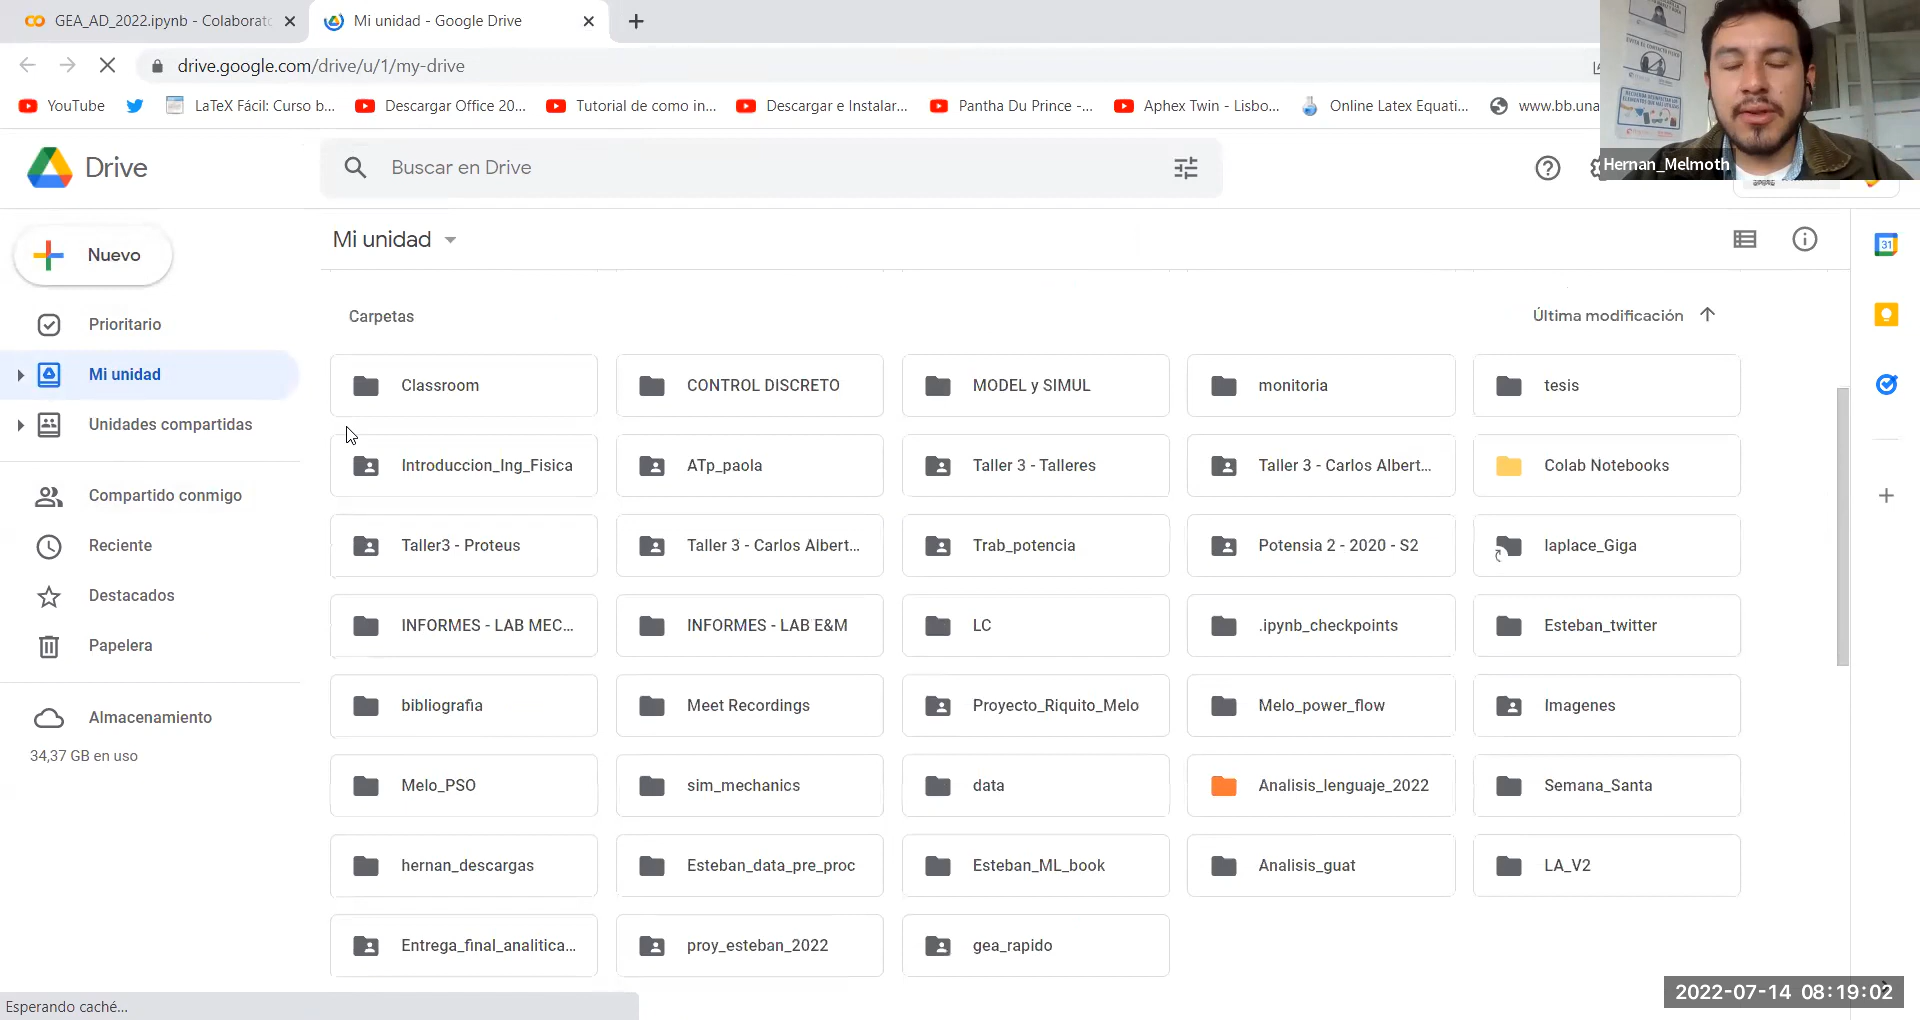 GEA_AD_2022.ipynb - Colaborato
Mi unidad - Google Drive
drive.google.com/drive/u/1/my-drive
YouTube
LaTeX Fácil: Curso b...
Descargar Office 20...
Tutorial de como in...
Descargar e Instalar...
Pantha Du Prince -...
Aphex Twin - Lisbo...
Online Latex Equati...
www.bb.una
Hernan_Melmoth
Drive
Buscar en Drive
Nuevo
Mi unidad
31
Prioritario
Mi unidad
Unidades compartidas
Compartido conmigo
Reciente
Destacados
Papelera
Almacenamiento
34,37 GB en uso
Carpetas
Última modificación
Classroom
CONTROL DISCRETO
MODEL y SIMUL
monitoria
tesis
Introduccion_Ing_Fisica
ATp_paola
Taller 3 - Talleres
Taller 3 - Carlos Albert...
Colab Notebooks
Taller3 - Proteus
Taller 3 - Carlos Albert...
Trab_potencia
Potensia 2 - 2020 - S2
laplace_Giga
INFORMES - LAB MEC...
INFORMES - LAB E&M
LC
.ipynb_checkpoints
Esteban_twitter
bibliografia
Meet Recordings
Proyecto_Riquito_Melo
Melo_power_flow
Imagenes
Melo_PSO
sim_mechanics
data
Analisis_lenguaje_2022
Semana_Santa
hernan_descargas
Esteban_data_pre_proc
Esteban_ML_book
Analisis_guat
LA_V2
Entrega_final_analitica...
proy_esteban_2022
gea_rapido
Esperando caché...
2022-07-14 08:19:02